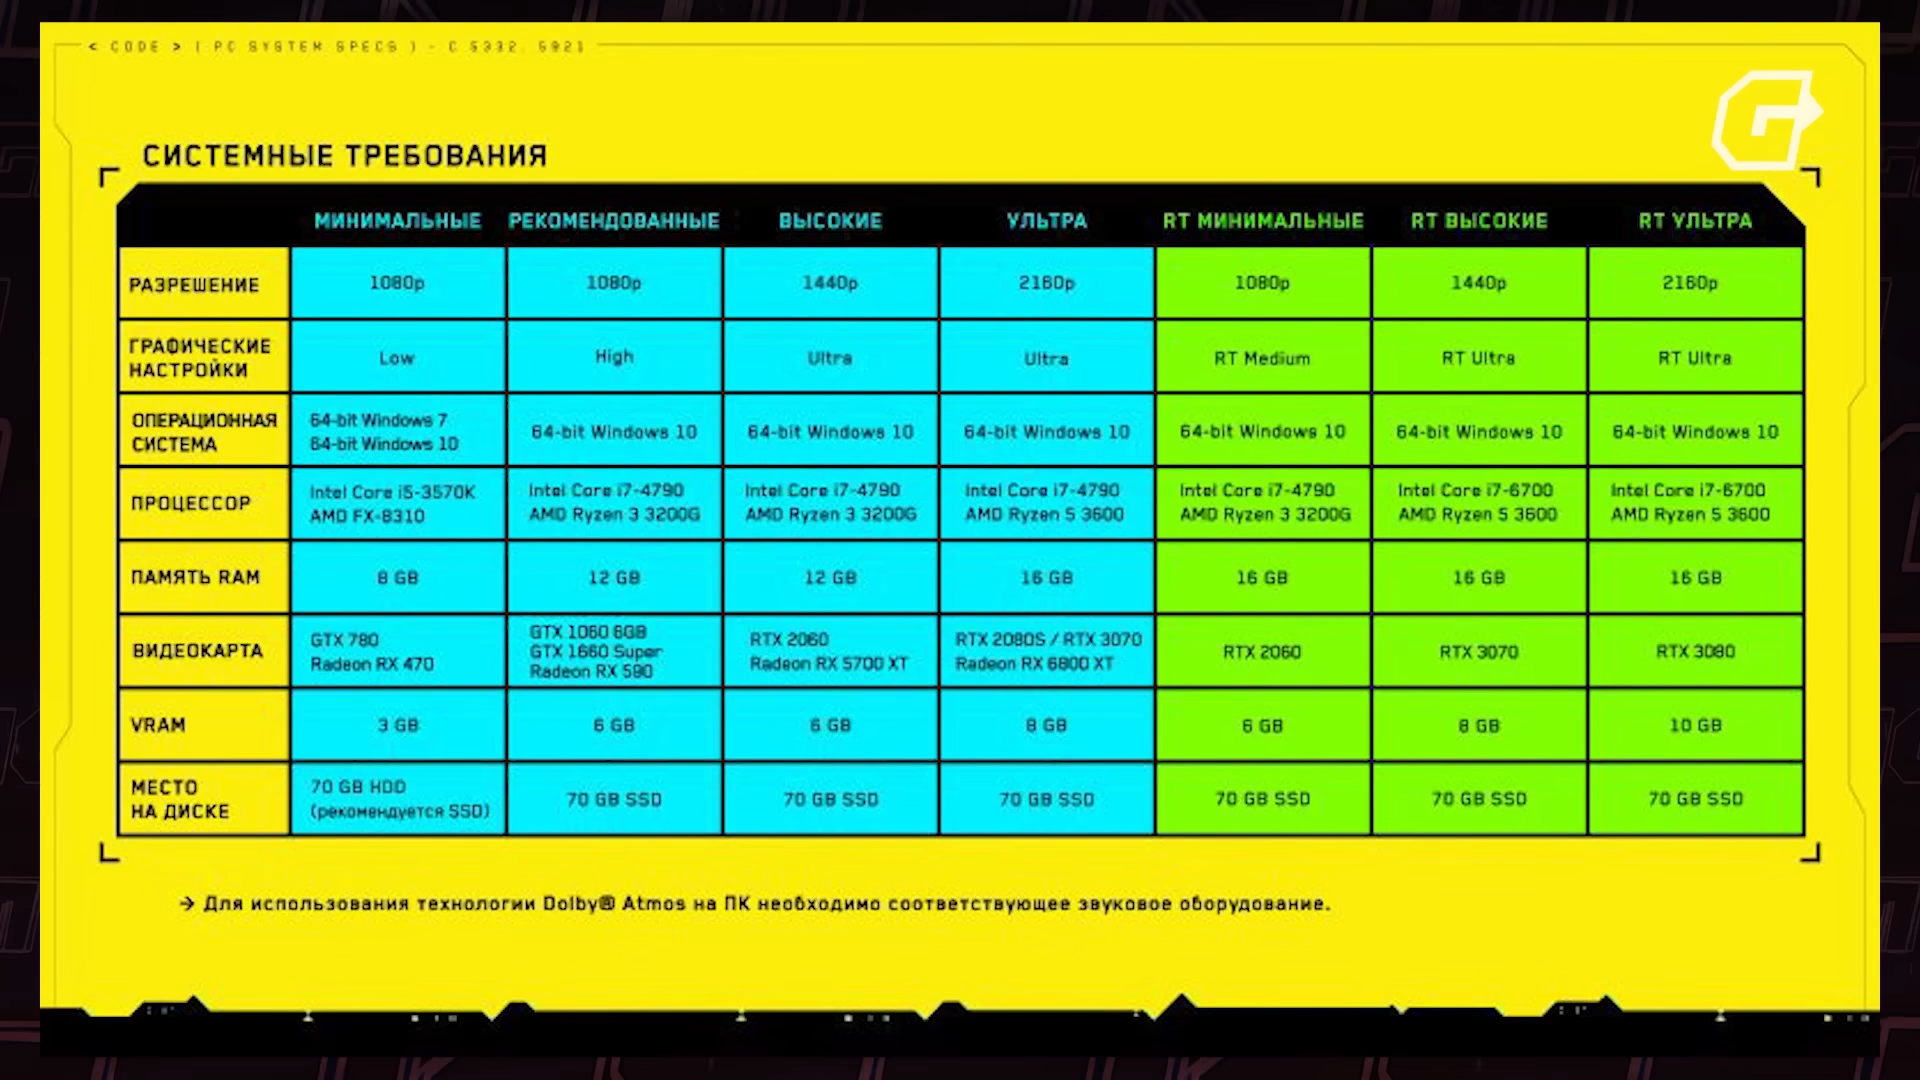 < CODE > ( PC SYSTEM SPECS ) - C 5332. 5921
СИСТЕМНЫЕ ТРЕБОВАНИЯ
МИНИМАЛЬНЫЕ РЕКОМЕНДОВАННЫЕ ВЫСОКИЕ УЛЬТРА RT МИНИМАЛЬНЫЕ RT ВЫСОКИЕ RT УЛЬТРА
РАЗРЕШЕНИЕ 1080p 1080p 1440p 2160p 1080p 1440p 2160p
ГРАФИЧЕСКИЕ
НАСТРОЙКИ
Low High Ultra Ultra RT Medium RT Ultra RT Ultra
ОПЕРАЦИОННАЯ
СИСТЕМА
64-bit Windows 7
64-bit Windows 10
64-bit Windows 10 64-bit Windows 10 64-bit Windows 10 64-bit Windows 10 64-bit Windows 10 64-bit Windows 10
ПРОЦЕССОР
Intel Core i5-3570K
AMD FX-8310
Intel Core i7-4790
AMD Ryzen 3 3200G
Intel Core i7-4790
AMD Ryzen 3 3200G
Intel Core i7-4790
AMD Ryzen 5 3600
Intel Core i7-4790
AMD Ryzen 3 3200G
Intel Core i7-6700
AMD Ryzen 5 3600
Intel Core i7-6700
AMD Ryzen 5 3600
ПАМЯТЬ RAM 8 GB 12 GB 12 GB 16 GB 16 GB 16 GB 16 GB
ВИДЕОКАРТА
GTX 780
Radeon RX 470
GTX 1060 6GB
GTX 1660 Super
Radeon RX 590
RTX 2060
Radeon RX 5700 XT
RTX 2080S / RTX 3070
Radeon RX 6800 XT
RTX 2060 RTX 3070 RTX 3080
VRAM 3 GB 6 GB 6 GB 8 GB 6 GB 8 GB 10 GB
МЕСТО
НА ДИСКЕ
70 GB HDD
(рекомендуется SSD)
70 GB SSD 70 GB SSD 70 GB SSD 70 GB SSD 70 GB SSD 70 GB SSD
→ Для использования технологии Dolby® Atmos на ПК необходимо соответствующее звуковое оборудование.